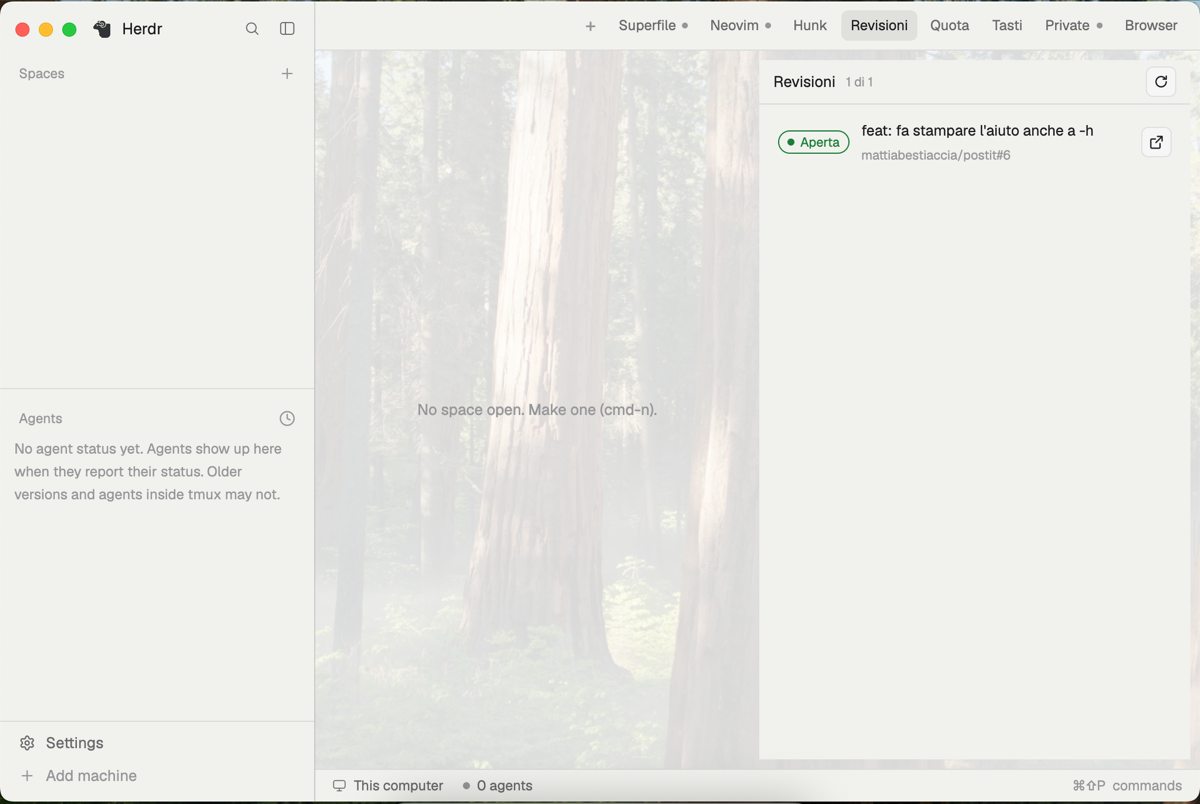 Herdr
+ Superfile Neovim Hunk Revisioni Quota Tasti Private Browser
Spaces +
Revisioni 1 di 1
Aperta
feat: fa stampare l'aiuto anche a -h
mattiabestiaccia/postit#6
No space open. Make one (cmd-n).
Agents
No agent status yet. Agents show up here
when they report their status. Older
versions and agents inside tmux may not.
Settings
+ Add machine
This computer 0 agents
⌘⇧P commands